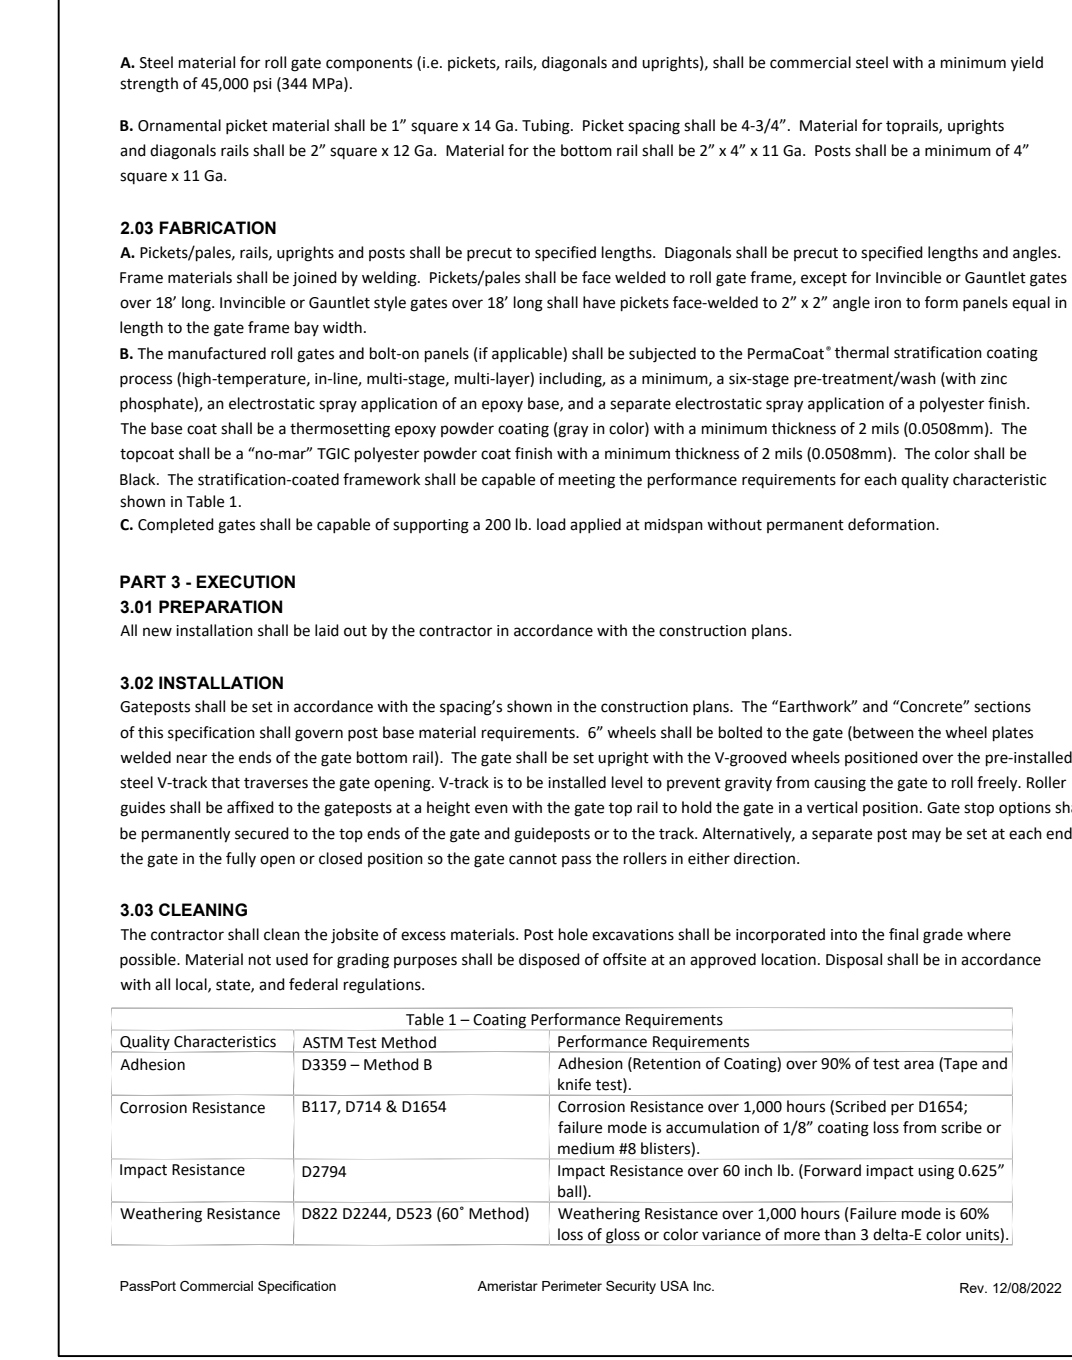 A. Steel material for roll gate components (i.e. pickets, rails, diagonals and uprights), shall be commercial steel with a minimum yield
strength of 45,000 psi (344 MPa).
B. Ornamental picket material shall be 1” square x 14 Ga. Tubing. Picket spacing shall be 4-3/4”. Material for toprails, uprights
and diagonals rails shall be 2” square x 12 Ga. Material for the bottom rail shall be 2” x 4” x 11 Ga. Posts shall be a minimum of 4”
square x 11 Ga.
2.03 FABRICATION
A. Pickets/pales, rails, uprights and posts shall be precut to specified lengths. Diagonals shall be precut to specified lengths and angles.
Frame materials shall be joined by welding. Pickets/pales shall be face welded to roll gate frame, except for Invincible or Gauntlet gates
over 18’ long. Invincible or Gauntlet style gates over 18’ long shall have pickets face-welded to 2” x 2” angle iron to form panels equal in
length to the gate frame bay width.
B. The manufactured roll gates and bolt-on panels (if applicable) shall be subjected to the PermaCoat® thermal stratification coating
process (high-temperature, in-line, multi-stage, multi-layer) including, as a minimum, a six-stage pre-treatment/wash (with zinc
phosphate), an electrostatic spray application of an epoxy base, and a separate electrostatic spray application of a polyester finish.
The base coat shall be a thermosetting epoxy powder coating (gray in color) with a minimum thickness of 2 mils (0.0508mm). The
topcoat shall be a “no-mar” TGIC polyester powder coat finish with a minimum thickness of 2 mils (0.0508mm). The color shall be
Black. The stratification-coated framework shall be capable of meeting the performance requirements for each quality characteristic
shown in Table 1.
C. Completed gates shall be capable of supporting a 200 lb. load applied at midspan without permanent deformation.
PART 3 - EXECUTION
3.01 PREPARATION
All new installation shall be laid out by the contractor in accordance with the construction plans.
3.02 INSTALLATION
Gateposts shall be set in accordance with the spacing’s shown in the construction plans. The “Earthwork” and “Concrete” sections
of this specification shall govern post base material requirements. 6” wheels shall be bolted to the gate (between the wheel plates
welded near the ends of the gate bottom rail). The gate shall be set upright with the V-grooved wheels positioned over the pre-installed
steel V-track that traverses the gate opening. V-track is to be installed level to prevent gravity from causing the gate to roll freely. Roller
guides shall be affixed to the gateposts at a height even with the gate top rail to hold the gate in a vertical position. Gate stop options
be permanently secured to the top ends of the gate and guideposts or to the track. Alternatively, a separate post may be set at each end
the gate in the fully open or closed position so the gate cannot pass the rollers in either direction.
3.03 CLEANING
The contractor shall clean the jobsite of excess materials. Post hole excavations shall be incorporated into the final grade where
possible. Material not used for grading purposes shall be disposed of offsite at an approved location. Disposal shall be in accordance
with all local, state, and federal regulations.
Table 1 – Coating Performance Requirements
Quality Characteristics ASTM Test Method Performance Requirements
Adhesion D3359 – Method B Adhesion (Retention of Coating) over 90% of test area (Tape and
knife test).
Corrosion Resistance B117, D714 & D1654 Corrosion Resistance over 1,000 hours (Scribed per D1654;
failure mode is accumulation of 1/8” coating loss from scribe or
medium #8 blisters).
Impact Resistance D2794 Impact Resistance over 60 inch lb. (Forward impact using 0.625”
ball).
Weathering Resistance D822 D2244, D523 (60˚ Method) Weathering Resistance over 1,000 hours (Failure mode is 60%
loss of gloss or color variance of more than 3 delta-E color units).
PassPort Commercial Specification Ameristar Perimeter Security USA Inc. Rev. 12/08/2022